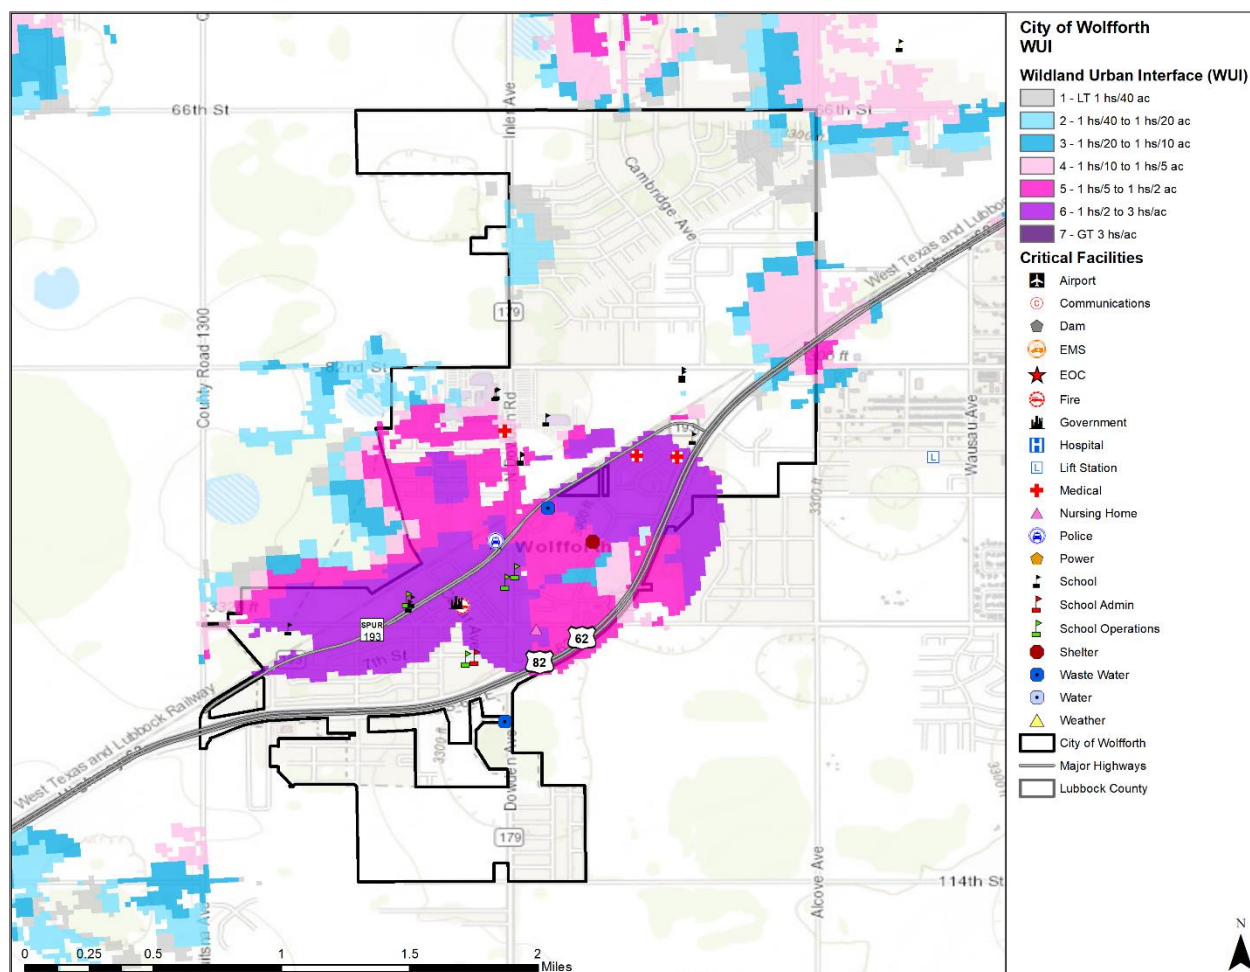 66th St
66th St
3300 ft
Inler Ave
Cambridge Ave
West Texas and Lubboc
County Road 1300
179
82nd St
ft
193
3300 ft
Wausau Ave
L
Wolfforth
SPUR
193
7th St
62
82
West Texas and Lubbock Railway
3300 ft
Dowden Ave
179
Alcove Ave
114th St
0 0.25 0.5 1 1.5 2
Miles
City of Wolfforth
WUI
Wildland Urban Interface (WUI)
1 - LT 1 hs/40 ac
2 - 1 hs/40 to 1 hs/20 ac
3 - 1 hs/20 to 1 hs/10 ac
4 - 1 hs/10 to 1 hs/5 ac
5 - 1 hs/5 to 1 hs/2 ac
6 - 1 hs/2 to 3 hs/ac
7 - GT 3 hs/ac
Critical Facilities
Airport
C Communications
Dam
EMS
EOC
Fire
Government
H Hospital
L Lift Station
Medical
Nursing Home
Police
Power
School
School Admin
School Operations
Shelter
Waste Water
Water
Weather
City of Wolfforth
Major Highways
Lubbock County
N